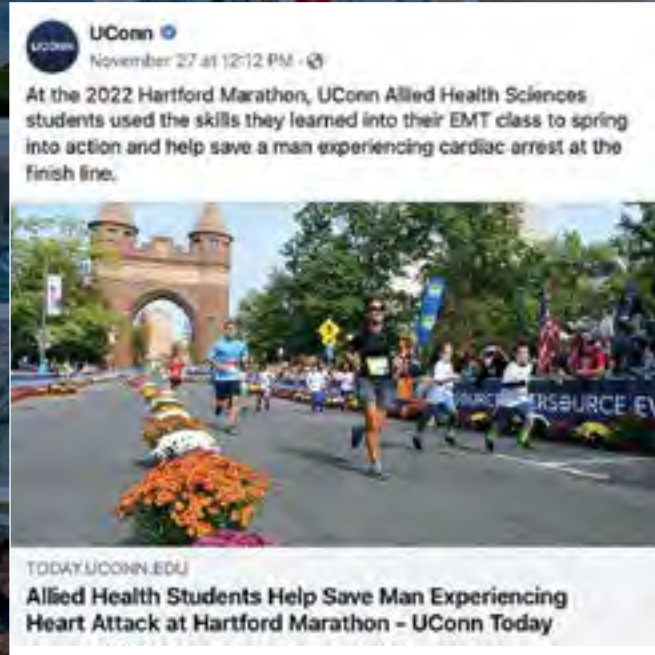 UCONN
UConn
November 27 at 12:12 PM ·
At the 2022 Hartford Marathon, UConn Allied Health Sciences
students used the skills they learned into their EMT class to spring
into action and help save a man experiencing cardiac arrest at the
finish line.
ERSOURCE EV
TODAY.UCONN.EDU
Allied Health Students Help Save Man Experiencing
Heart Attack at Hartford Marathon – UConn Today